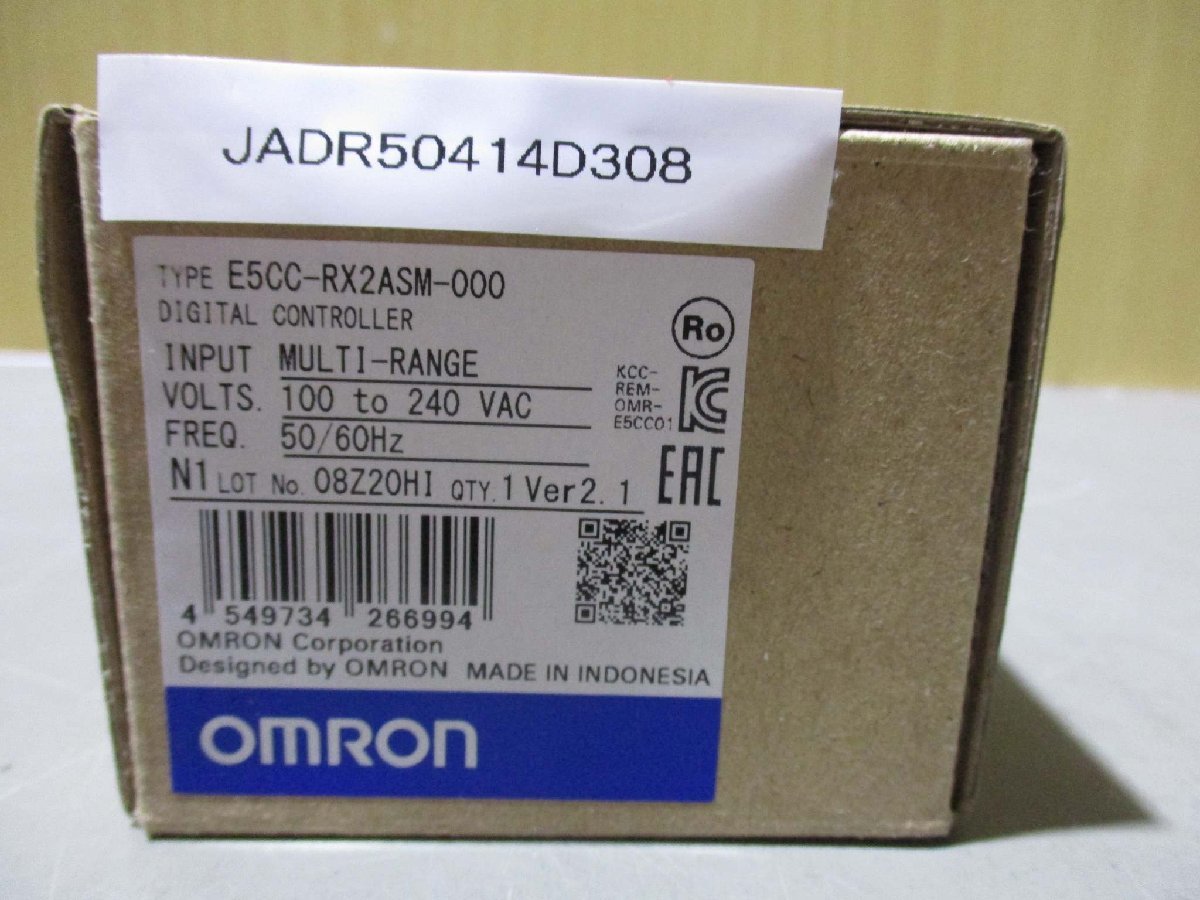 JADR50414D308
TYPE E5CC-RX2ASM-000
DIGITAL CONTROLLER
INPUT MULTI-RANGE
VOLTS. 100 to 240 VAC
FREQ. 50/60Hz
N1 LOT No. 08Z20HI QTY. 1 Ver2. 1
Ro
KCC-
REM-
OMR-
E5CC01
KC
EAC
4 549734 266994
OMRON Corporation
Designed by OMRON MADE IN INDONESIA
OMRON